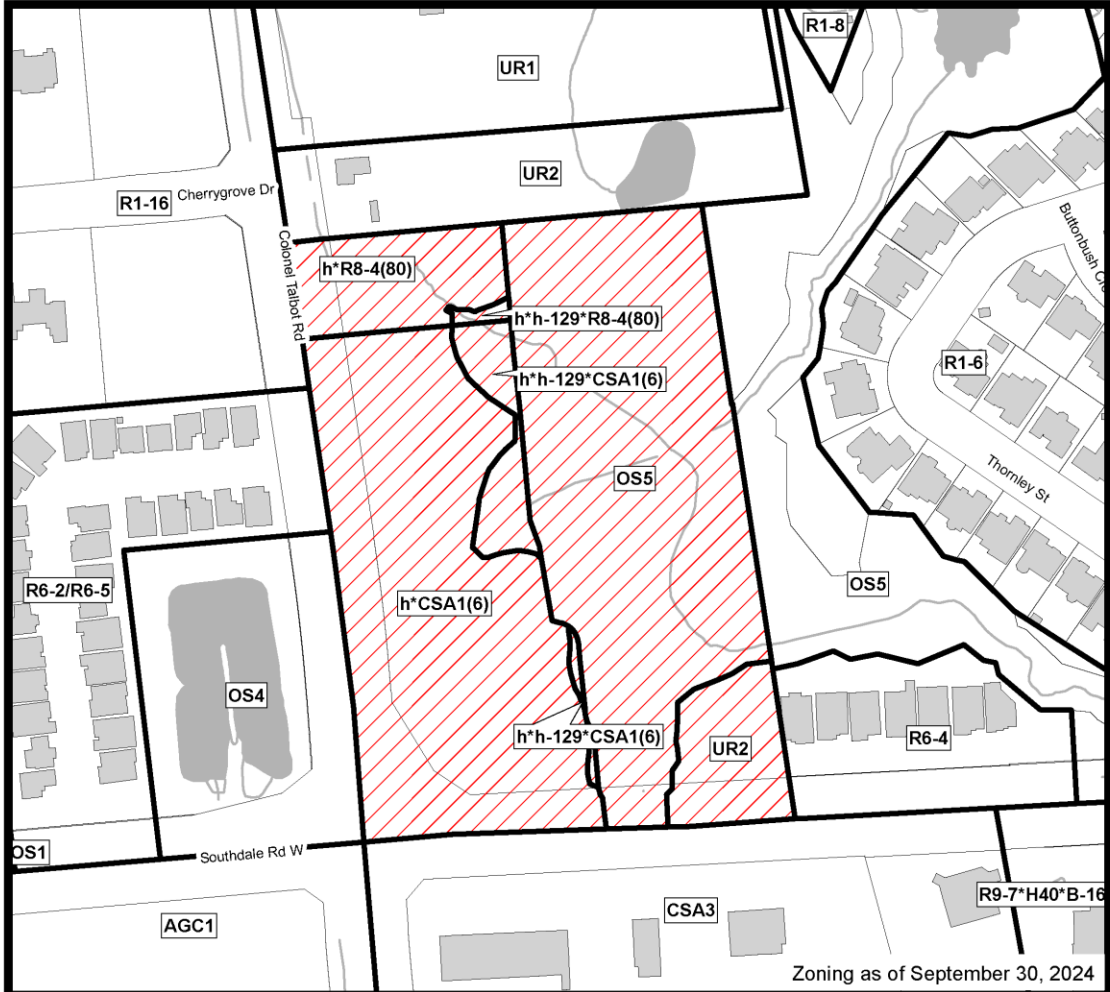 R1-8
UR1
UR2
Cherrygrove Dr
R1-16
Colonel Talbot Rd
h*R8-4(80)
h*h-129*R8-4(80)
h*h-129*CSA1(6)
R1-6
Thornley St
OS5
OS5
R6-2/R6-5
h*CSA1(6)
OS4
h*h-129*CSA1(6)
UR2
R6-4
OS1
Southdale Rd W
AGC1
CSA3
R9-7*H40*B-16
Zoning as of September 30, 2024